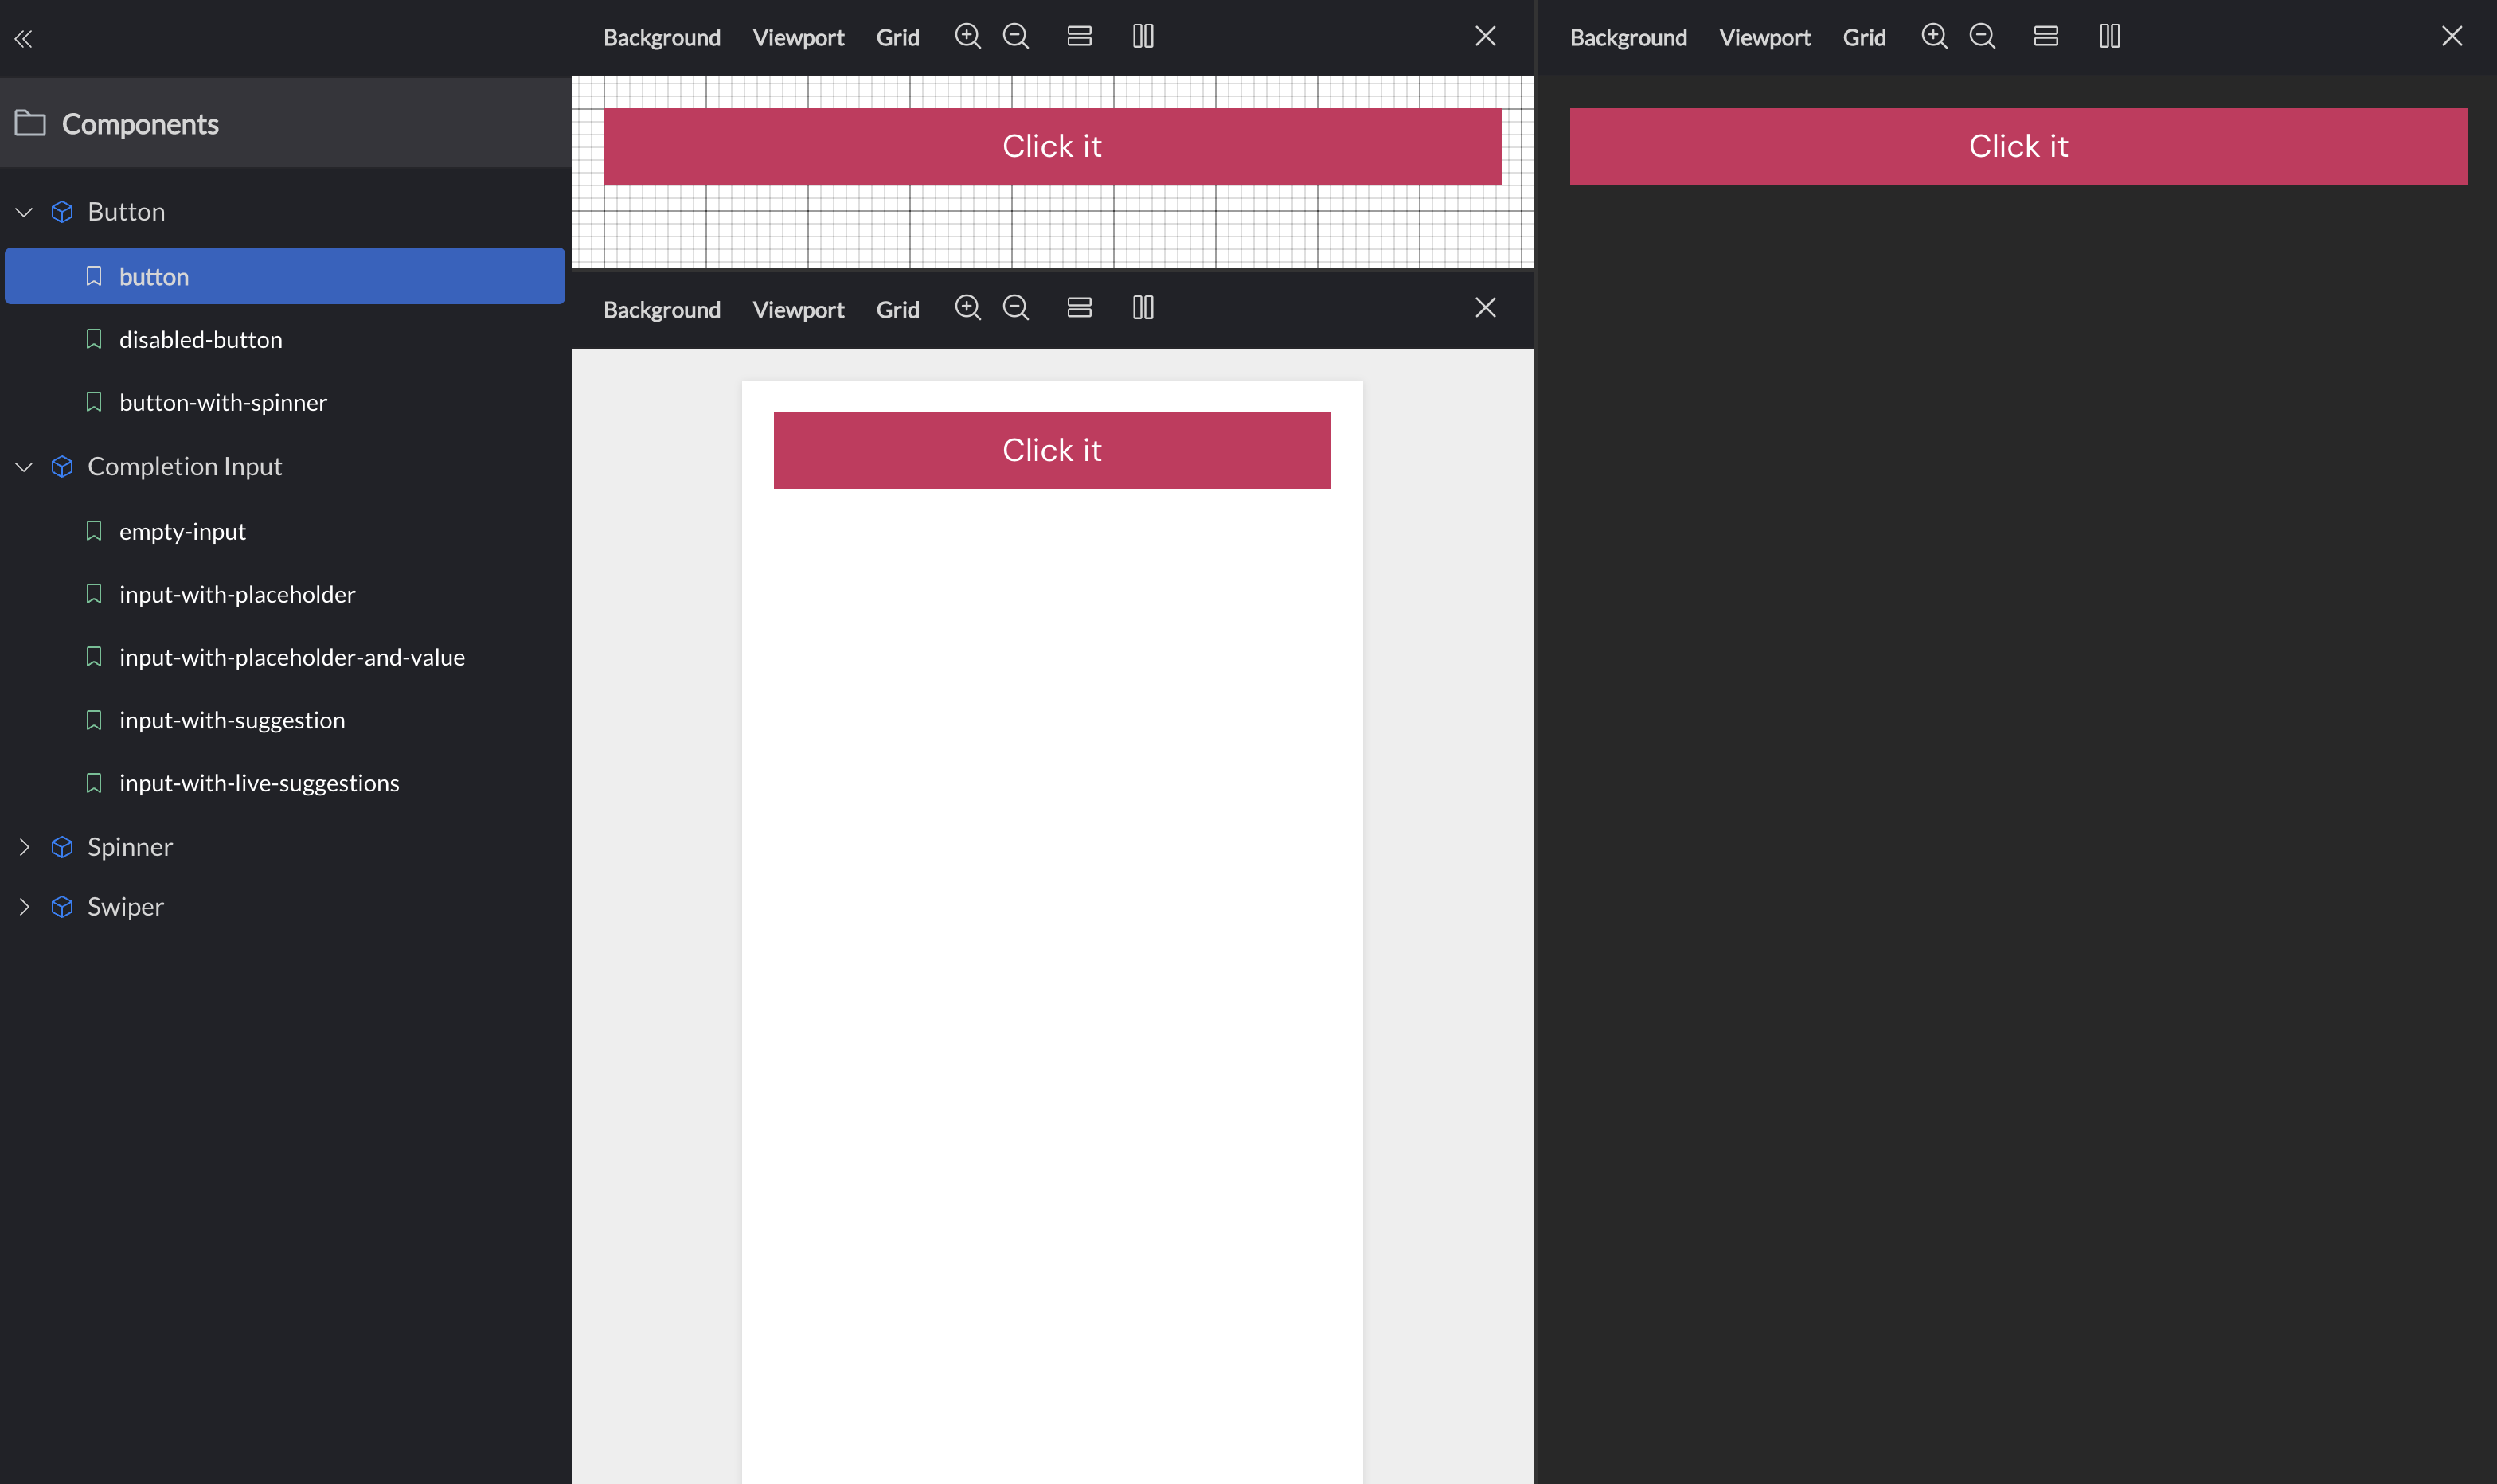 Components
Button
button
disabled-button
button-with-spinner
Completion Input
empty-input
input-with-placeholder
input-with-placeholder-and-value
input-with-suggestion
input-with-live-suggestions
Spinner
Swiper
Background Viewport Grid
Click it
Background Viewport Grid
Click it
Background Viewport Grid
Click it